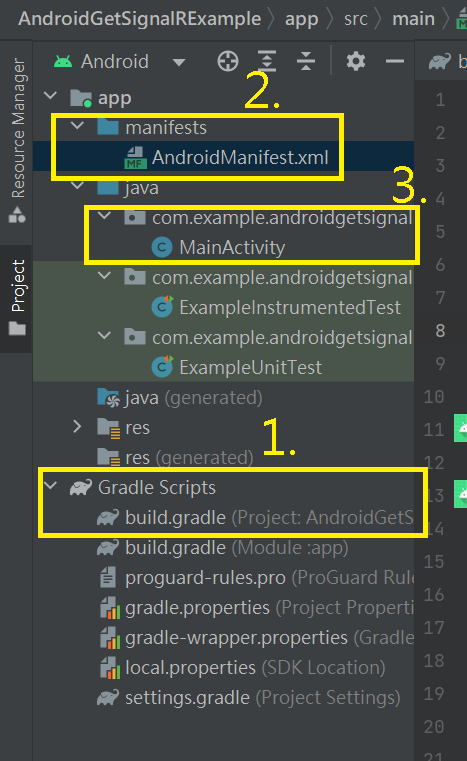 AndroidGetSignalRExample > app > src > main >
Android
2.
app
manifests
MF AndroidManifest.xml
java
3.
com.example.androidgetsignal
C MainActivity
com.example.androidgetsignal
C ExampleInstrumentedTest
com.example.androidgetsignal
C ExampleUnitTest
java (generated)
res
1.
res (generated)
Gradle Scripts
build.gradle (Project: AndroidGetS
build.gradle (Module :app)
proguard-rules.pro (ProGuard Rule
gradle.properties (Project Properti
gradle-wrapper.properties (Gradle
local.properties (SDK Location)
settings.gradle (Project Settings)
Resource Manager
Project
b
1
2
3
4
5
6
7
8
9
10
11
12
13
14
15
16
17
18
19
20
21